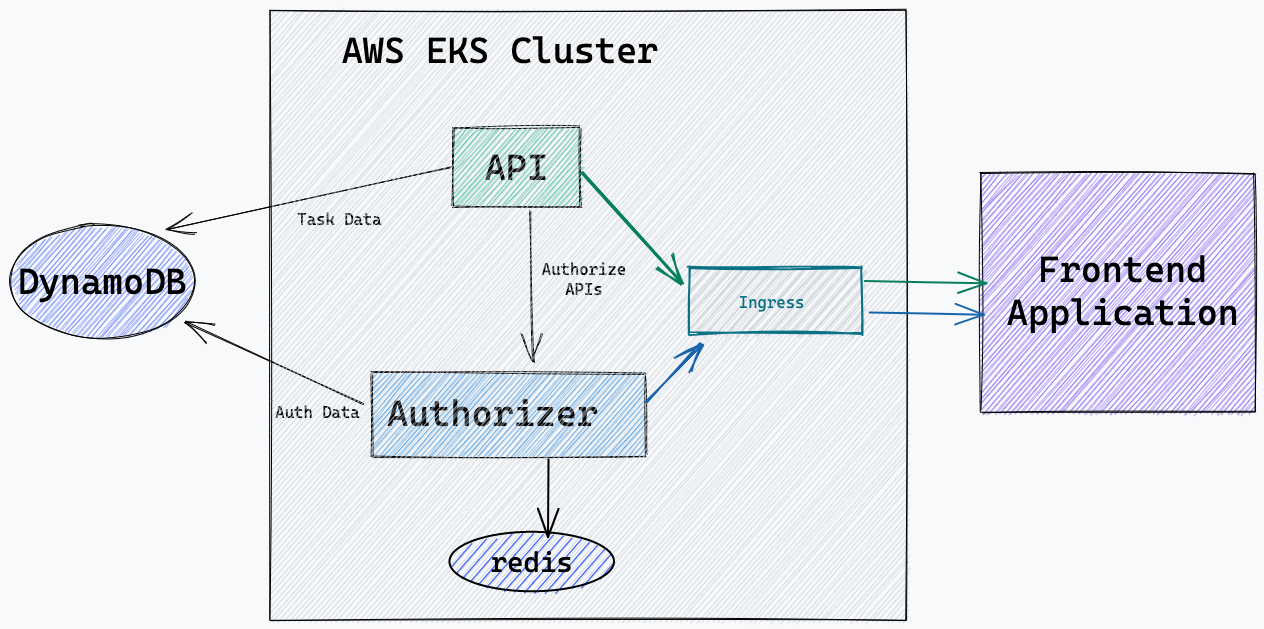 AWS EKS Cluster
API
Task Data
DynamoDB
Authorize
APIs
Ingress
Frontend
Application
Auth Data
Authorizer
redis